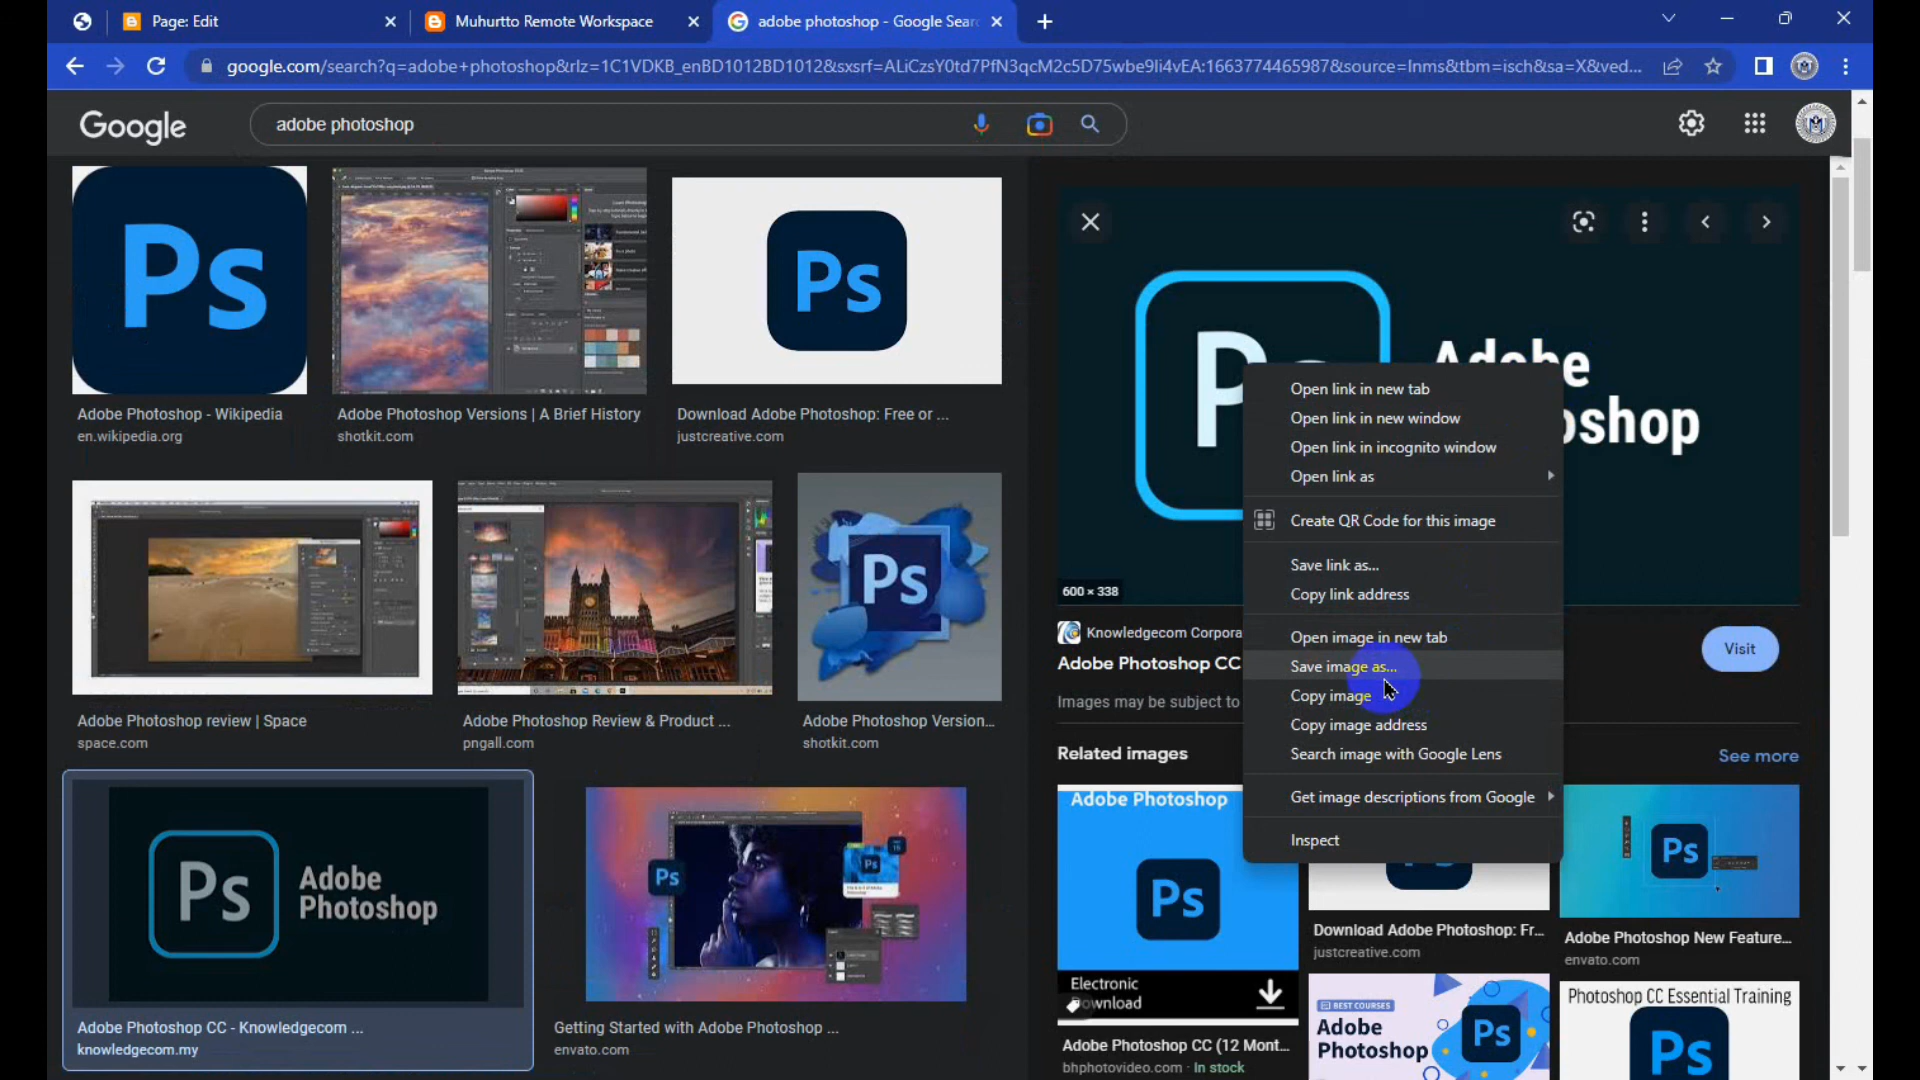 Page: Edit
Muhurtto Remote Workspace
adobe photoshop - Google Sear
google.com/search?q=adobe+photoshop&rlz=1C1VDKB_enBD1012BD1012&sxsrf=ALiCzsY0td7PfN3qcM2c5D75wbe9li4vEA:1663774465987&source=lnms&tbm=isch&sa=X&ved...
Google
adobe photoshop
Ps
Ps
Adobe Photoshop - Wikipedia
en.wikipedia.org
Adobe Photoshop Versions | A Brief History
shotkit.com
Download Adobe Photoshop: Free or ...
justcreative.com
Ps
Adobe Photoshop review | Space
space.com
Adobe Photoshop Review & Product ...
pngall.com
Adobe Photoshop Version...
shotkit.com
Ps
Adobe
Photoshop
Ps
Ps
Adobe Photoshop CC - Knowledgecom ...
knowledgecom.my
Getting Started with Adobe Photoshop ...
envato.com
Adobe
oshop
600 × 338
Knowledgecom Corpora
Adobe Photoshop CC
Images may be subject to
Visit
Open link in new tab
Open link in new window
Open link in incognito window
Open link as
Create QR Code for this image
Save link as...
Copy link address
Open image in new tab
Save image as...
Copy image
Copy image address
Search image with Google Lens
Get image descriptions from Google
Inspect
Related images
See more
Adobe Photoshop
Ps
Electronic
Download
Adobe Photoshop CC (12 Mont...
bhphotovideo.com · In stock
Download Adobe Photoshop: Fr...
justcreative.com
Ps
Adobe Photoshop New Feature...
envato.com
BEST COURSES
Adobe
Photoshop
Ps
Photoshop CC Essential Training
Ps